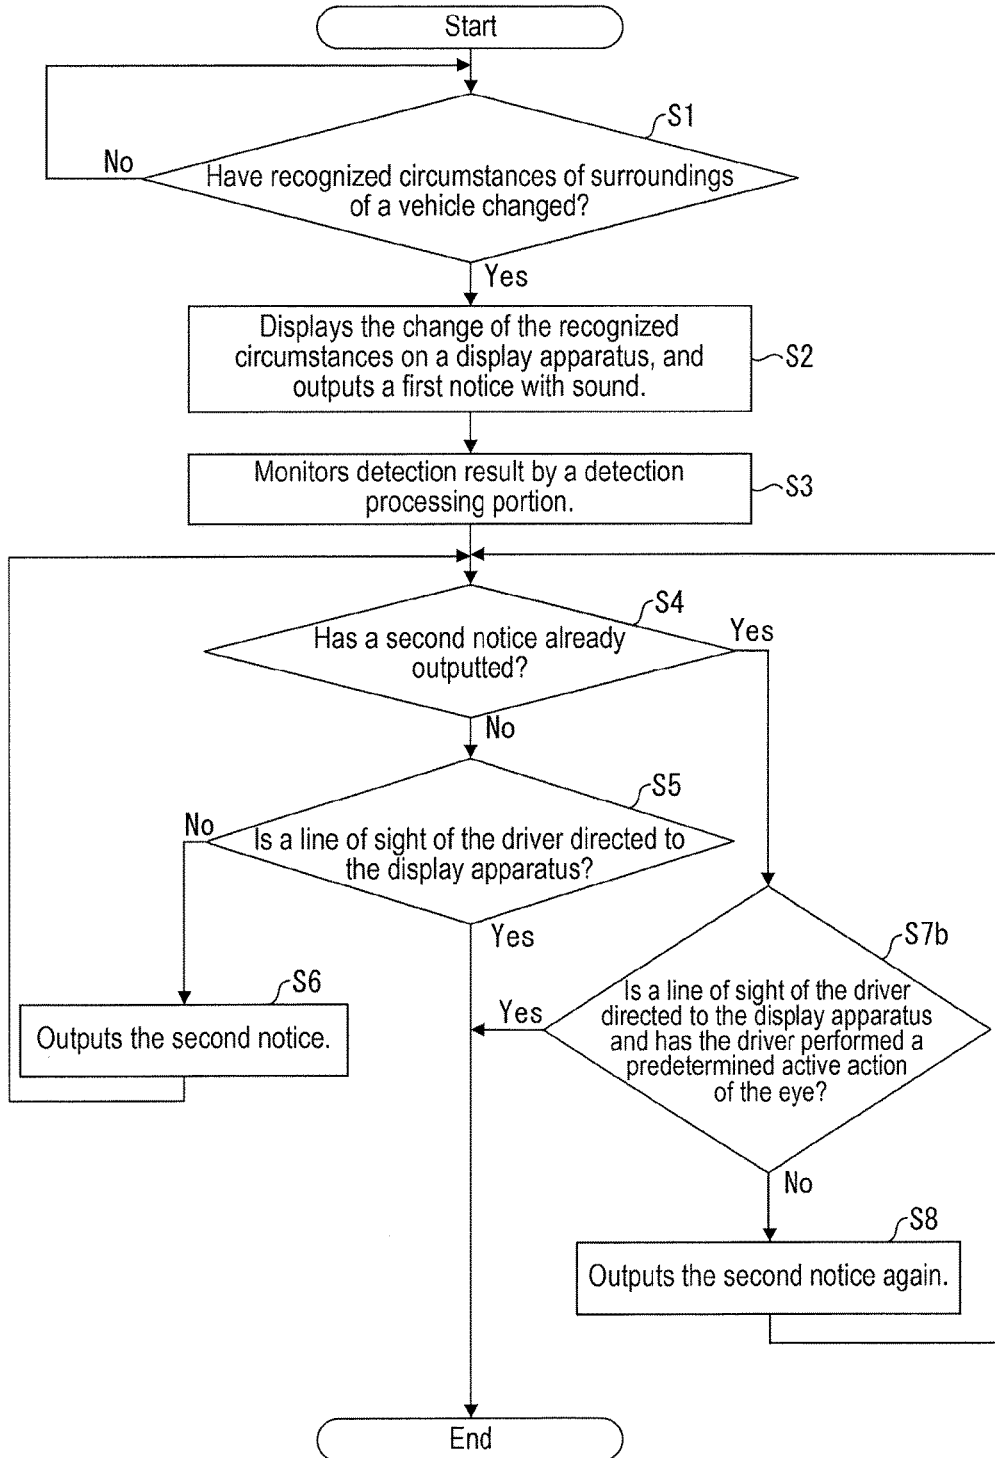 Start
S1
No
Have recognized circumstances of surroundings
of a vehicle changed?
Yes
Displays the change of the recognized
circumstances on a display apparatus, and
outputs a first notice with sound.
S2
Monitors detection result by a detection
processing portion.
S3
S4
Yes
Has a second notice already
outputted?
No
S5
No
Is a line of sight of the driver directed to
the display apparatus?
Yes
S7b
Yes
Is a line of sight of the driver
directed to the display apparatus
and has the driver performed a
predetermined active action
of the eye?
No
S6
Outputs the second notice.
S8
Outputs the second notice again.
End